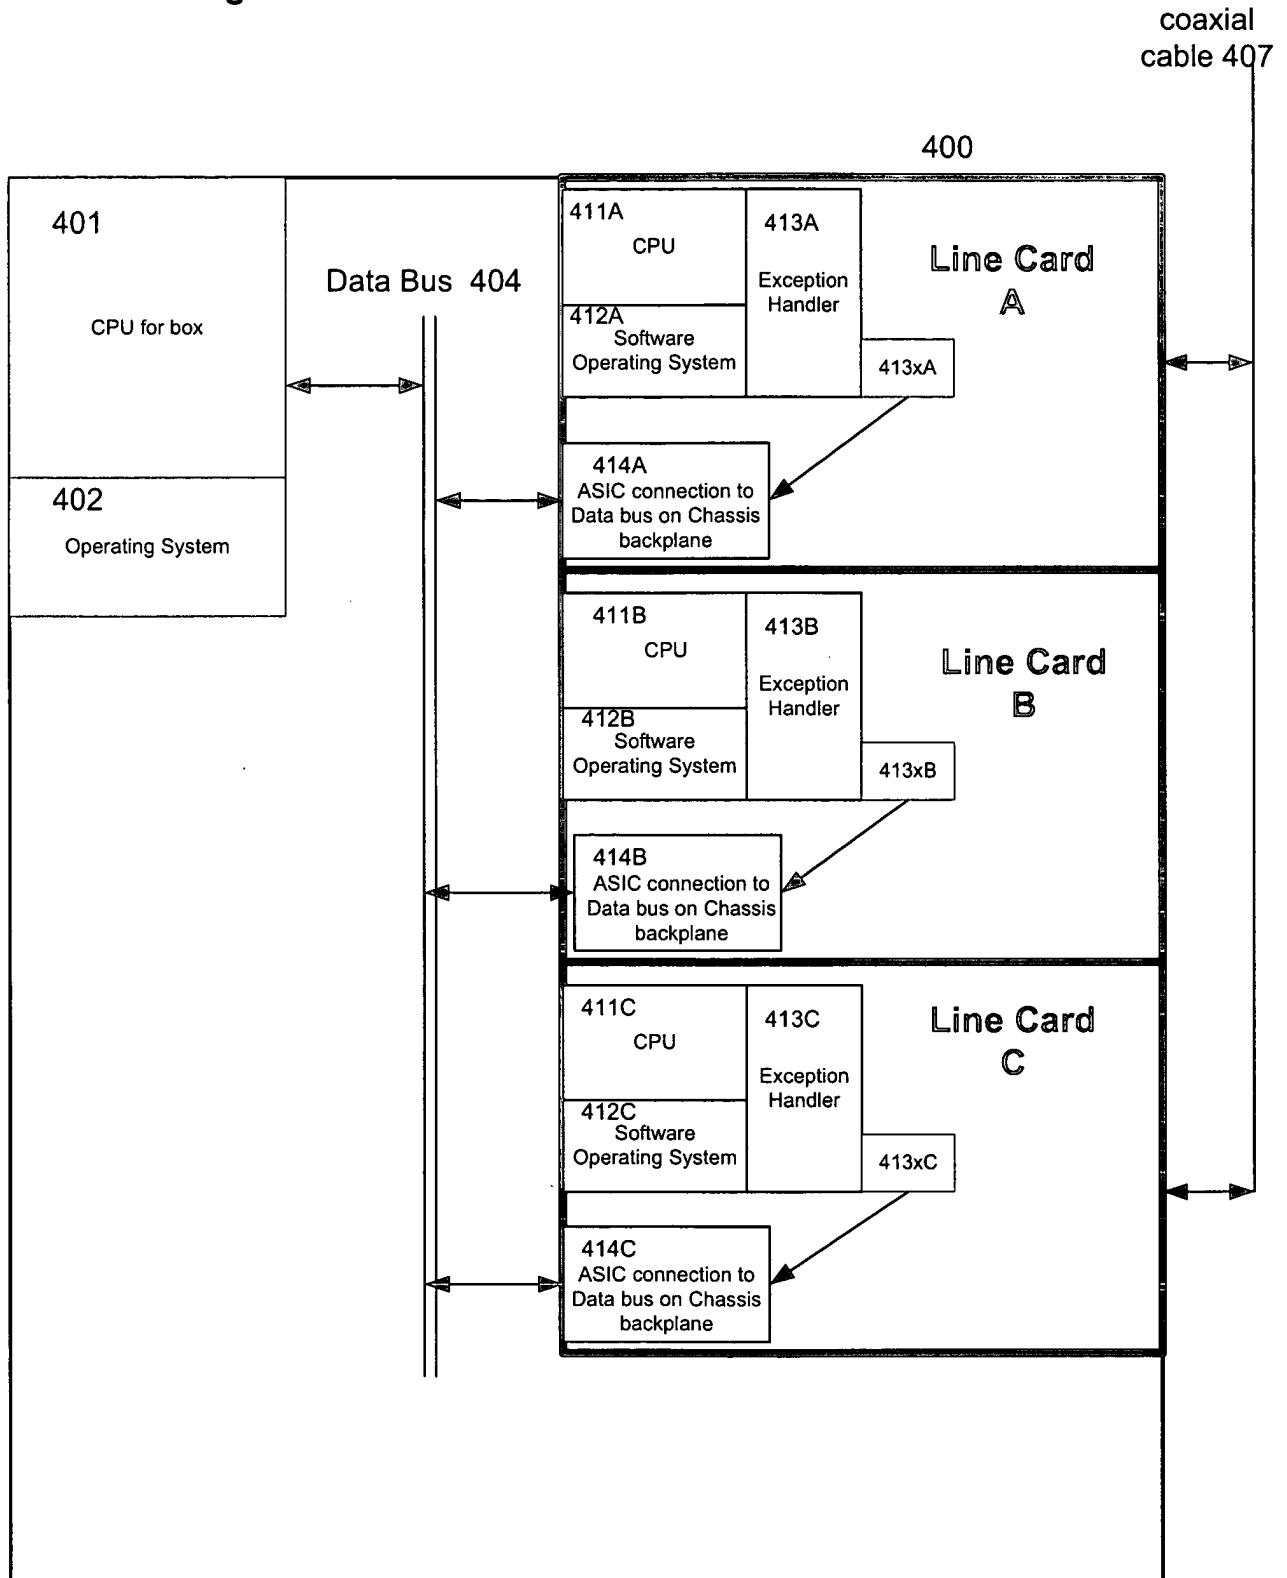 coaxial
cable 407
400
401
CPU for box
402
Operating System
Data Bus 404
411A
CPU
412A
Software
Operating System
413A
Exception
Handler
413xA
Line Card
A
414A
ASIC connection to
Data bus on Chassis
backplane
411B
CPU
412B
Software
Operating System
413B
Exception
Handler
413xB
Line Card
B
414B
ASIC connection to
Data bus on Chassis
backplane
411C
CPU
412C
Software
Operating System
413C
Exception
Handler
413xC
Line Card
C
414C
ASIC connection to
Data bus on Chassis
backplane